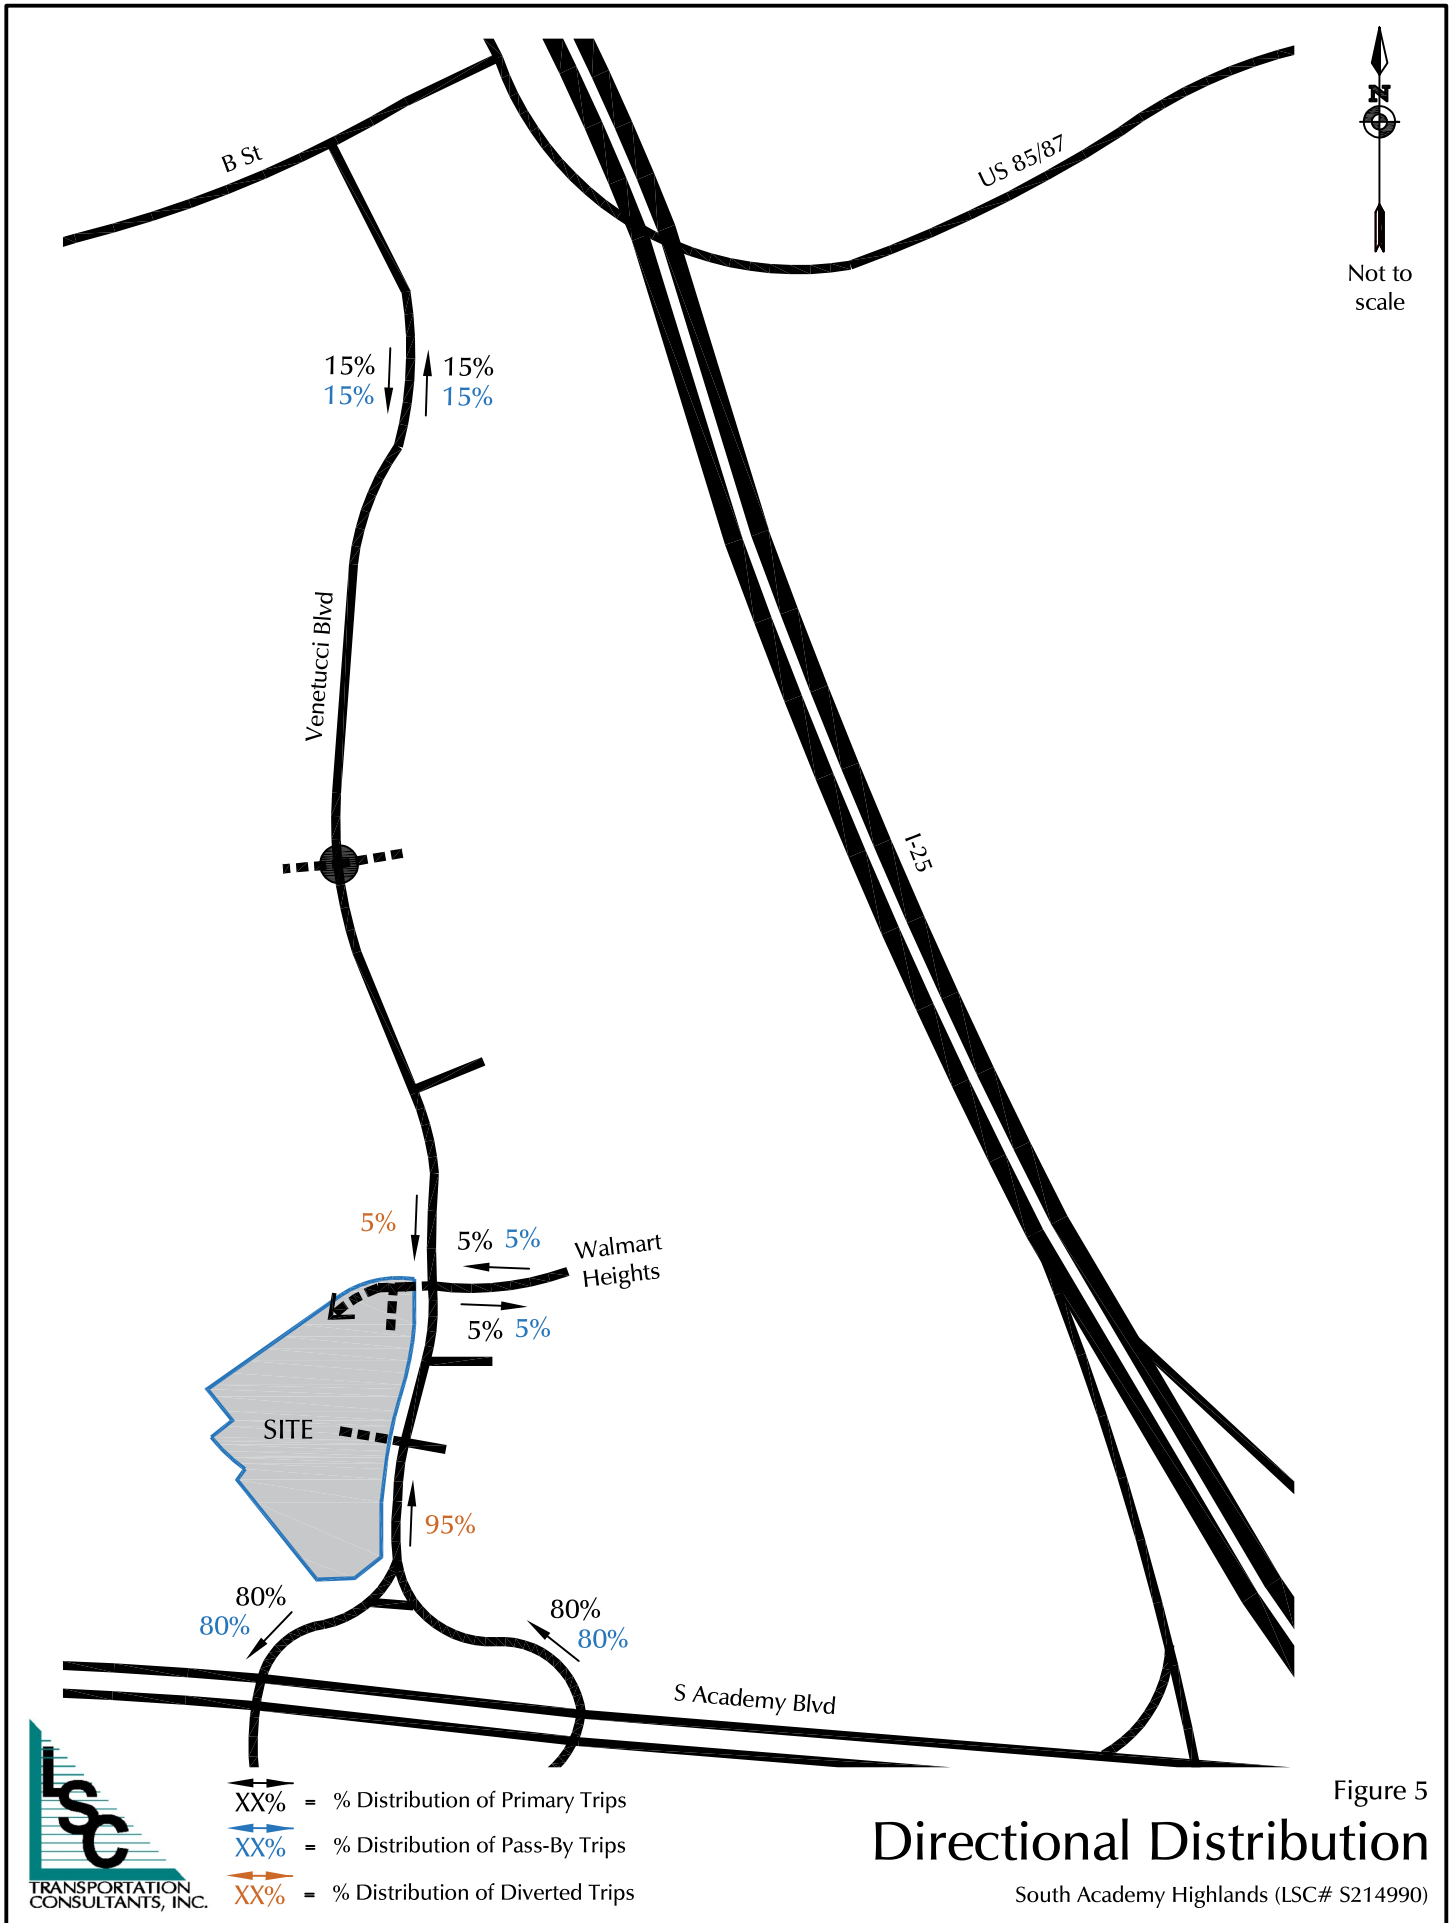 B St
US 85/87
N
Not to
scale
15%
15%
15%
15%
Venetucci Blvd
I-25
5%
5% 5%
Walmart
Heights
5% 5%
SITE
95%
80%
80%
80%
80%
S Academy Blvd
LSC
TRANSPORTATION
CONSULTANTS, INC.
XX% = % Distribution of Primary Trips
XX% = % Distribution of Pass-By Trips
XX% = % Distribution of Diverted Trips
Figure 5
Directional Distribution
South Academy Highlands (LSC# S214990)